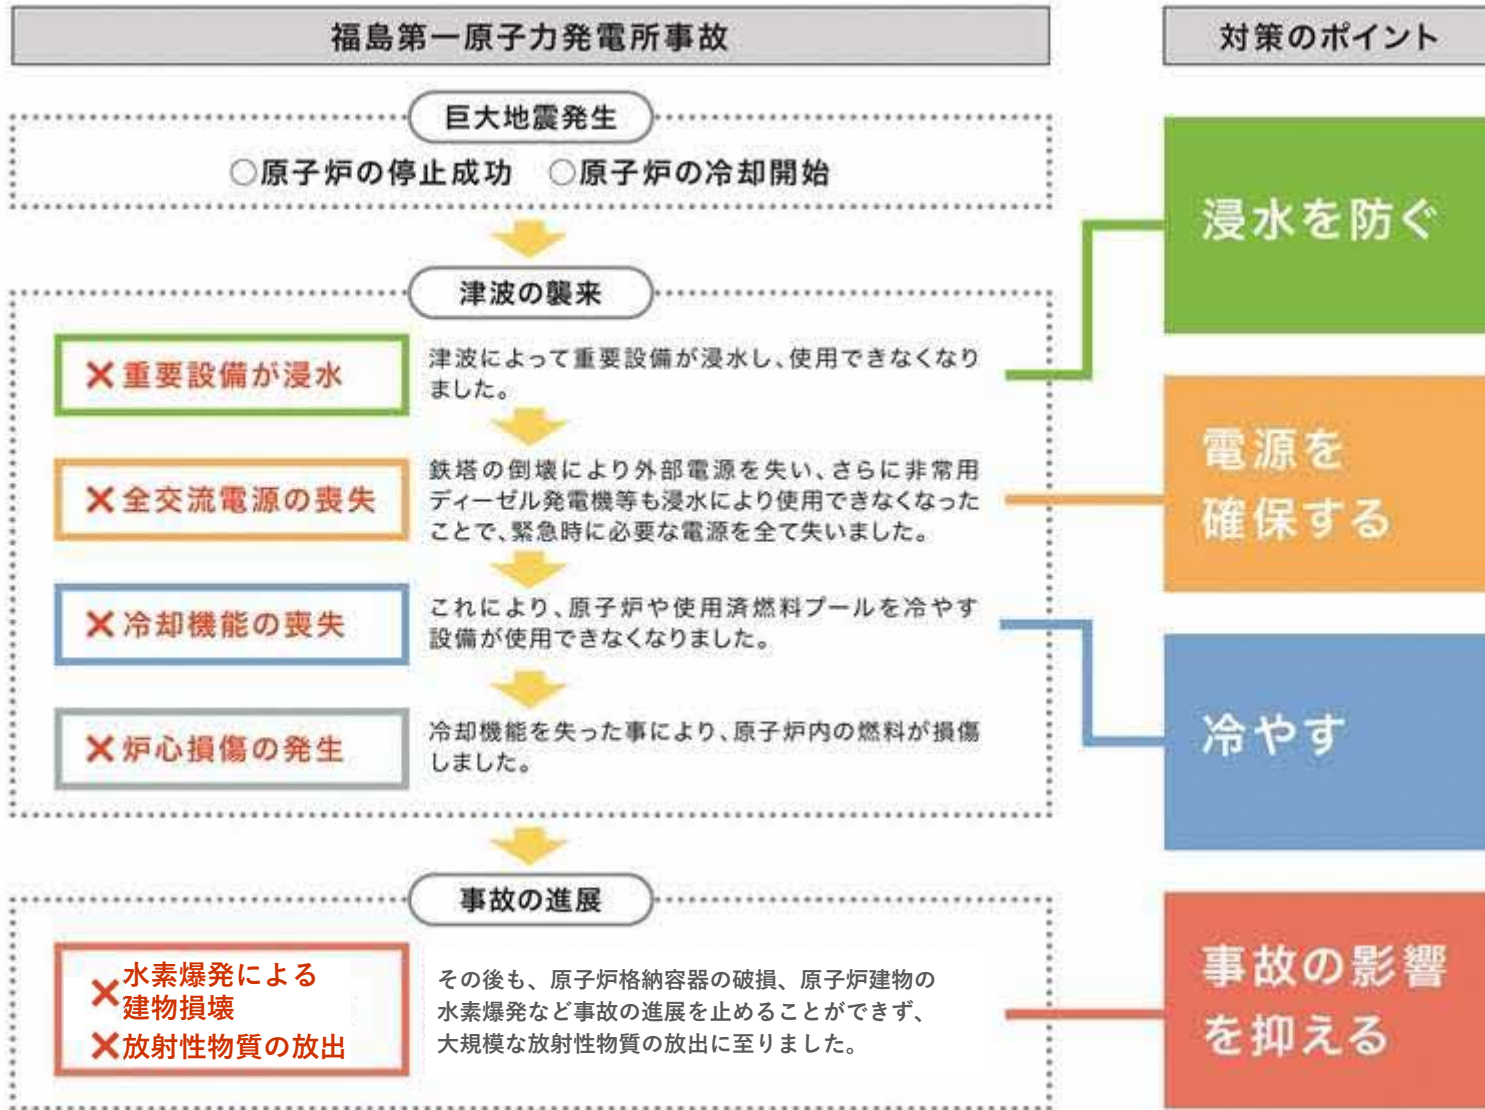 福島第一原子力発電所事故
対策のポイント
巨大地震発生
○原子炉の停止成功 ○原子炉の冷却開始
津波の襲来
×重要設備が浸水
津波によって重要設備が浸水し、使用できなくなり
ました。
×全交流電源の喪失
鉄塔の倒壊により外部電源を失い、さらに非常用
ディーゼル発電機等も浸水により使用できなくなった
ことで、緊急時に必要な電源を全て失いました。
×冷却機能の喪失
これにより、原子炉や使用済燃料プールを冷やす
設備が使用できなくなりました。
×炉心損傷の発生
冷却機能を失った事により、原子炉内の燃料が損傷
しました。
事故の進展
×水素爆発による
建物損壊
×放射性物質の放出
その後も、原子炉格納容器の破損、原子炉建物の
水素爆発など事故の進展を止めることができず、
大規模な放射性物質の放出に至りました。
浸水を防ぐ
電源を
確保する
冷やす
事故の影響
を抑える